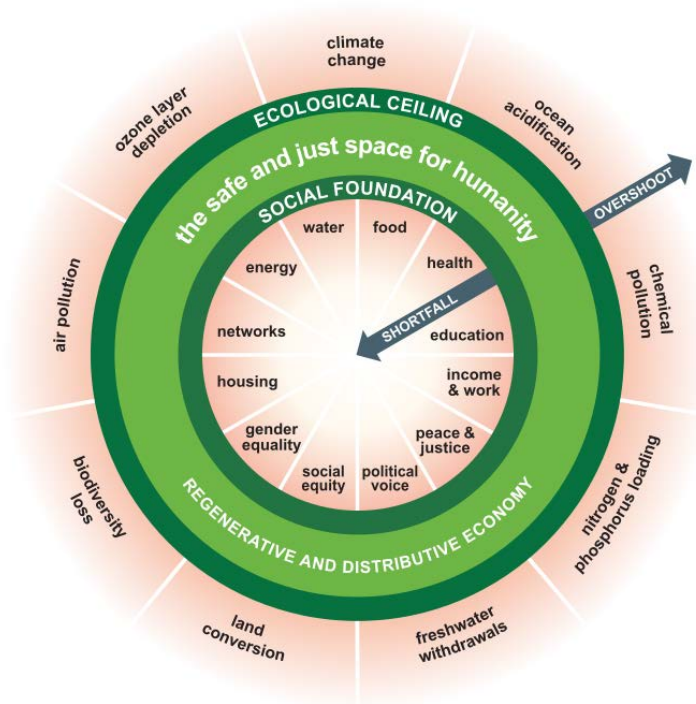 climate
change
ocean
acidification
chemical
pollution
nitrogen &
phosphorus loading
freshwater
withdrawals
land
conversion
biodiversity
loss
air pollution
ozone layer
depletion
OVERSHOOT
ECOLOGICAL CEILING
the safe and just space for humanity
SOCIAL FOUNDATION
water
food
health
SHORTFALL
education
income
& work
peace &
justice
political
voice
social
equity
gender
equality
housing
networks
energy
REGENERATIVE AND DISTRIBUTIVE ECONOMY